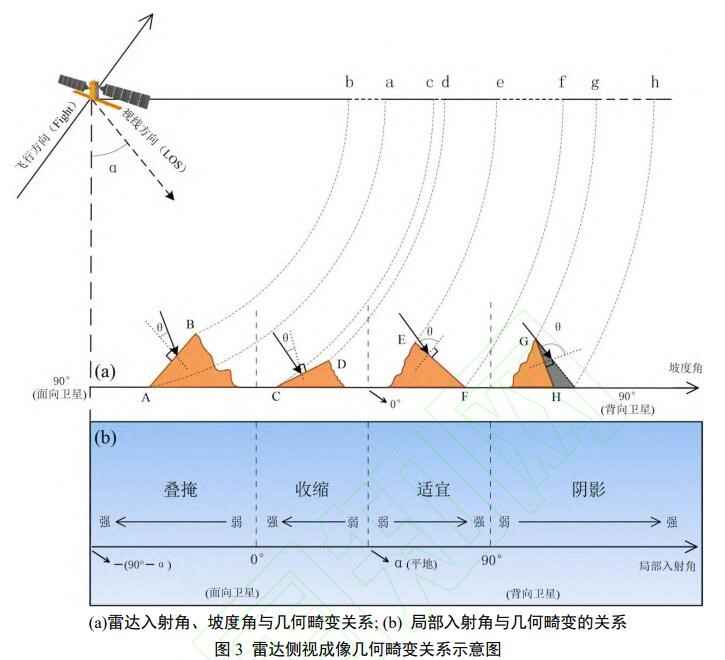 b a c d e f g h
飞行方向（Fight）
视线方向（LOS）
α
B θ
θ D
E θ
G θ
(a)
90°
(面向卫星)
A C 0° F H
90°
(背向卫星)
坡度角
(b)
叠掩 收缩 适宜 阴影
强 弱 强 弱 弱 强 弱 强
—(90°—α) 0° α(平地) 90° 局部入射角
(面向卫星) (背向卫星)
(a)雷达入射角、坡度角与几何畸变关系; (b) 局部入射角与几何畸变的关系
图 3 雷达侧视成像几何畸变关系示意图